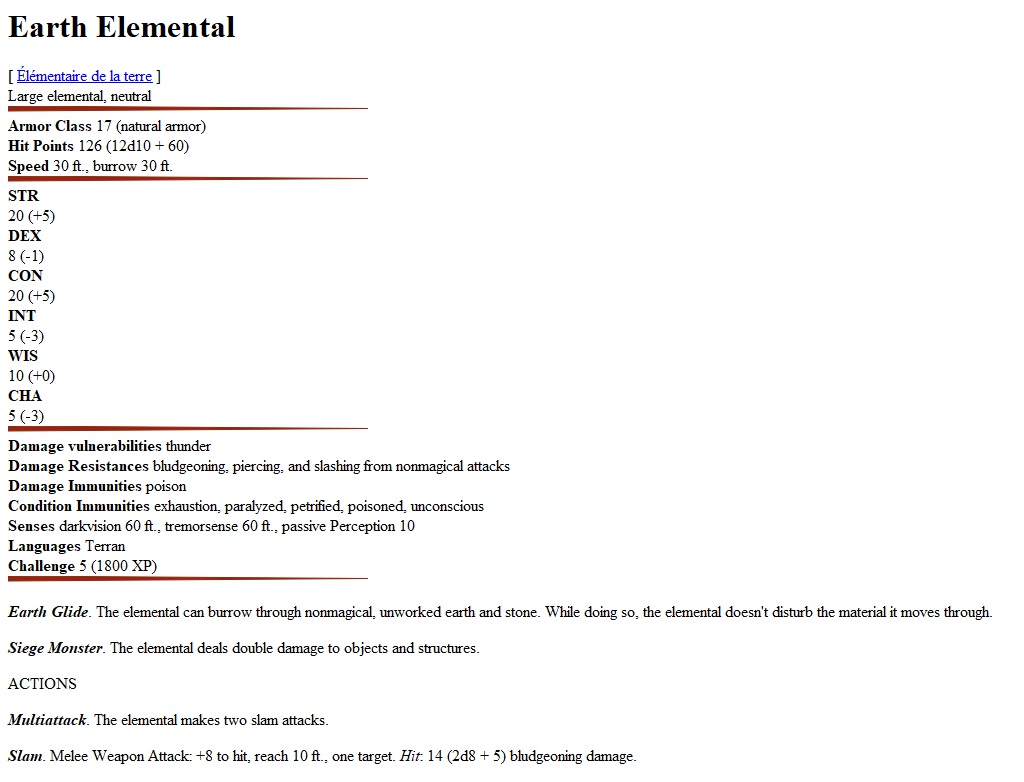 Earth Elemental
[ Élémentaire de la terre ]
Large elemental, neutral
Armor Class 17 (natural armor)
Hit Points 126 (12d10 + 60)
Speed 30 ft., burrow 30 ft.
STR
20 (+5)
DEX
8 (-1)
CON
20 (+5)
INT
5 (-3)
WIS
10 (+0)
CHA
5 (-3)
Damage vulnerabilities thunder
Damage Resistances bludgeoning, piercing, and slashing from nonmagical attacks
Damage Immunities poison
Condition Immunities exhaustion, paralyzed, petrified, poisoned, unconscious
Senses darkvision 60 ft., tremorsense 60 ft., passive Perception 10
Languages Terran
Challenge 5 (1800 XP)
Earth Glide. The elemental can burrow through nonmagical, unworked earth and stone. While doing so, the elemental doesn't disturb the material it moves through.
Siege Monster. The elemental deals double damage to objects and structures.
ACTIONS
Multiattack. The elemental makes two slam attacks.
Slam. Melee Weapon Attack: +8 to hit, reach 10 ft., one target. Hit: 14 (2d8 + 5) bludgeoning damage.